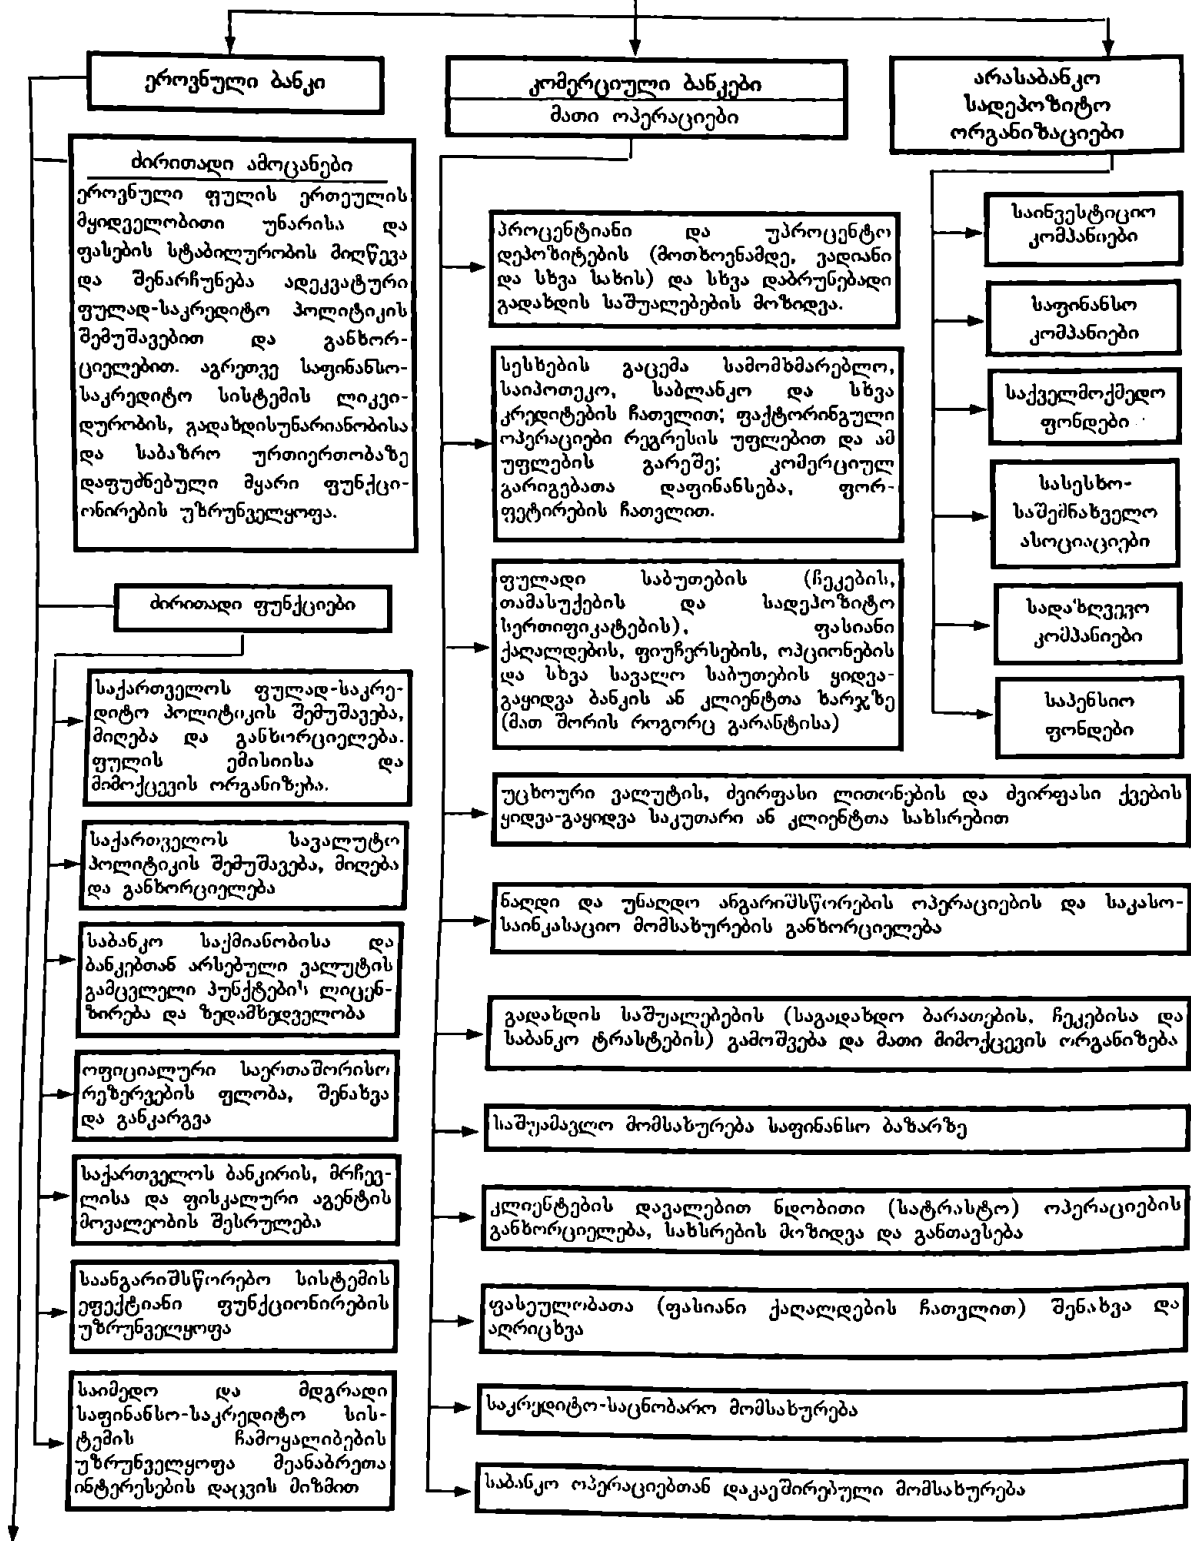 ეროვნული ბანკი
ძირითადი ამოცანები
ეროვნული ფულის ერთეულის
მყიდველობითი უნარისა და
ფასების სტაბილურობის მიღწევა
და შენარჩუნება ადეკვატური
ფულად-საკრედიტო პოლიტიკის
შემუშავებით და განხორ-
ციელებით. აგრეთვე საფინანსო-
საკრედიტო სისტემის ლიკვი-
დურობის, გადახდისუნარიანობისა
და საბაზრო ურთიერთობაზე
დაფუძნებული მყარი ფუნქცი-
ონირების უზრუნველყოფა.
ძირითადი ფუნქციები
საქართველოს ფულად-საკრე-
დიტო პოლიტიკის შემუშავება,
მიღება და განხორციელება.
ფულის ემისიისა და
მიმოქცევის ორგანიზება.
საქართველოს სავალუტო
პოლიტიკის შემუშავება, მიღება
და განხორციელება
საბანკო საქმიანობისა და
ბანკებთან არსებული ვალუტის
გამცვლელი პუნქტების ლიცენ-
ზირება და ზედამხედველობა
ოფიციალური საერთაშორისო
რეზერვების ფლობა, შენახვა
და განკარგვა
საქართველოს ბანკირის, მრჩევ-
ლისა და ფისკალური აგენტის
მოვალეობის შესრულება
საანგარიშსწორებო სისტემის
ეფექტიანი ფუნქციონირების
უზრუნველყოფა
საიმედო და მდგრადი
საფინანსო-საკრედიტო სის-
ტემის ჩამოყალიბების
უზრუნველყოფა მეანაბრეთა
ინტერესების დაცვის მიზმით
კომერციული ბანკები
მათი ოპერაციები
პროცენტიანი და უპროცენტო
დეპოზიტების (მოთხოვნამდე, ვადიანი
და სხვა სახის) და სხვა დაბრუნებადი
გადახდის საშუალებების მოზიდვა.
სესხების გაცემა სამომხმარებლო,
საიპოთეკო, საბლანკო და სხვა
კრედიტების ჩათვლით; ფაქტორინგული
ოპერაციები რეგრესის უფლებით და ამ
უფლების გარეშე; კომერციულ
გარიგებათა დაფინანსება, ფორ-
ფეტირების ჩათვლით.
ფულადი საბუთების (ჩეკების,
თამასუქების და სადეპოზიტო
სერთიფიკატების), ფასიანი
ქაღალდების, ფიუჩერსების, ოპციონების
და სხვა სავალო საბუთების ყიდვა-
გაყიდვა ბანკის ან კლიენტთა ხარჯზე
(მათ შორის როგორც გარანტისა)
უცხოური ვალუტის, ძვირფასი ლითონების და ძვირფასი ქვების
ყიდვა-გაყიდვა საკუთარი ან კლიენტთა სახსრებით
ნაღდი და უნაღდო ანგარიშსწორების ოპერაციების და საკასო-
საინკასაციო მომსახურების განხორციელება
გადახდის საშუალებების (საგადახდო ბარათების, ჩეკებისა და
საბანკო ტრასტების) გამოშვება და მათი მიმოქცევის ორგანიზება
საშუამავლო მომსახურება საფინანსო ბაზარზე
კლიენტების დავალებით ნდობითი (სატრასტო) ოპერაციების
განხორციელება, სახსრების მოზიდვა და განთავსება
ფასეულობათა (ფასიანი ქაღალდების ჩათვლით) შენახვა და
აღრიცხვა
საკრედიტო-საცნობარო მომსახურება
საბანკო ოპერაციებთან დაკავშირებული მომსახურება
არასაბანკო
სადეპოზიტო
ორგანიზაციები
საინვესტიციო
კომპანიები
საფინანსო
კომპანიები
საქველმოქმედო
ფონდები
სასესხო-
საშემნახველო
ასოციაციები
სადაზღვევო
კომპანიები
საპენსიო
ფონდები